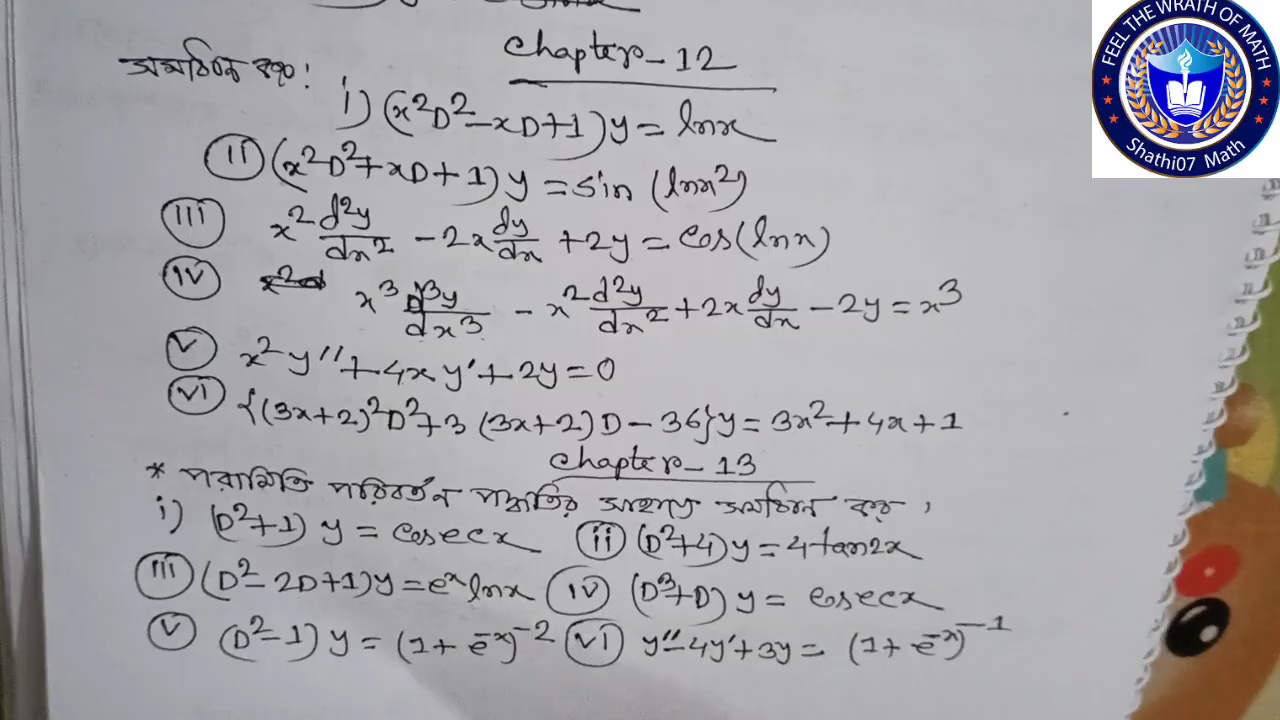 Chapter-12
সমাধান কর:
i) (x²D²-xD+1)y = lnx
ii) (x²D²+xD+1)y = sin (lnx²)
iii) x² d²y/dx² - 2x dy/dx + 2y = cos(lnx)
iv) x³ d³y/dx³ - x² d²y/dx² + 2x dy/dx - 2y = x³
v) x²y'' + 4xy' + 2y = 0
vi) {(3x+2)²D²+3 (3x+2)D - 36}y = 3x²+4x+1
Chapter-13
* পরামিতি পরিবর্তন পদ্ধতির সাহায্যে সমাধান কর,
i) (D²+1) y = cosecx ii) (D²+4)y = 4tan2x
iii) (D²-2D+1)y = eˣlnx iv) (D³+D) y = cosecx
v) (D²-1) y = (1+e⁻ˣ)⁻² vi) y''-4y'+3y = (1+e⁻ˣ)⁻¹
FEEL THE WRATH OF MATH
Shathi07 Math